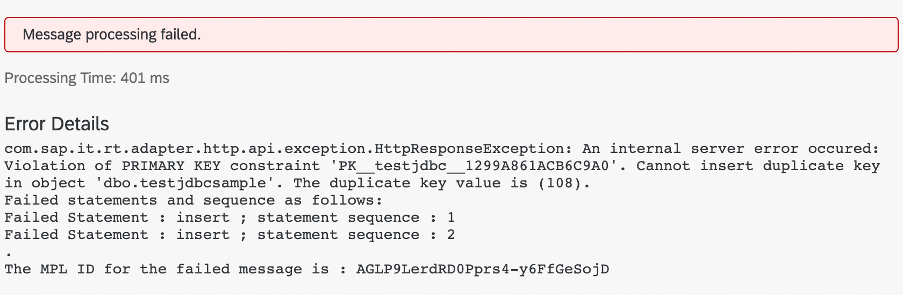 Message processing failed.
Processing Time: 401 ms
Error Details
com.sap.it.rt.adapter.http.api.exception.HttpResponseException: An internal server error occured:
Violation of PRIMARY KEY constraint 'PK__testjdbc__1299A861ACB6C9A0'. Cannot insert duplicate key
in object 'dbo.testjdbcsample'. The duplicate key value is (108).
Failed statements and sequence as follows:
Failed Statement : insert ; statement sequence : 1
Failed Statement : insert ; statement sequence : 2
.
The MPL ID for the failed message is : AGLP9LerdRD0Pprs4-y6FfGeSojD